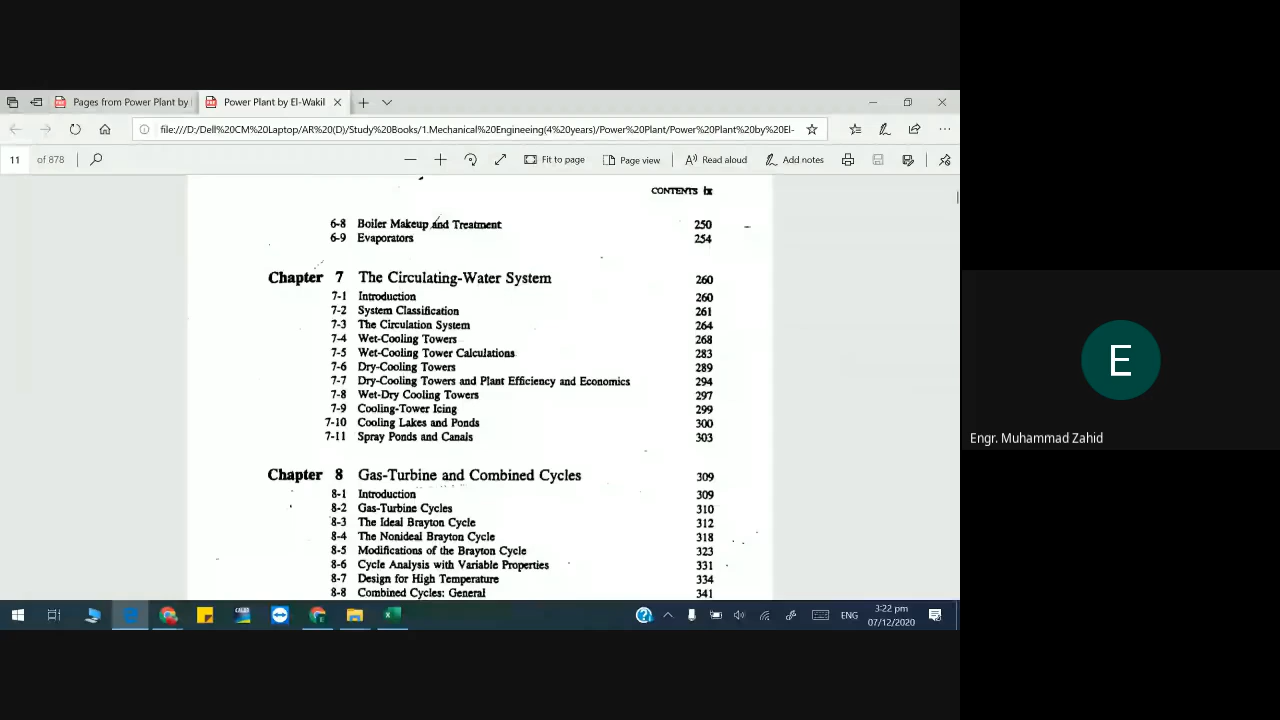 Pages from Power Plant by
Power Plant by El-Wakil
file:///D:/Dell%20CM%20Laptop/AR%20(D)/Study%20Books/1.Mechanical%20Engineeing(4%20years)/Power%20Plant/Power%20Plant%20by%20El-
11 of 878
Fit to page
Page view
Read aloud
Add notes
CONTENTS ix
6-8 Boiler Makeup and Treatment 250
6-9 Evaporators 254
Chapter 7 The Circulating-Water System 260
7-1 Introduction 260
7-2 System Classification 261
7-3 The Circulation System 264
7-4 Wet-Cooling Towers 268
7-5 Wet-Cooling Tower Calculations 283
7-6 Dry-Cooling Towers 289
7-7 Dry-Cooling Towers and Plant Efficiency and Economics 294
7-8 Wet-Dry Cooling Towers 297
7-9 Cooling-Tower Icing 299
7-10 Cooling Lakes and Ponds 300
7-11 Spray Ponds and Canals 303
Chapter 8 Gas-Turbine and Combined Cycles 309
8-1 Introduction 309
8-2 Gas-Turbine Cycles 310
8-3 The Ideal Brayton Cycle 312
8-4 The Nonideal Brayton Cycle 318
8-5 Modifications of the Brayton Cycle 323
8-6 Cycle Analysis with Variable Properties 331
8-7 Design for High Temperature 334
8-8 Combined Cycles: General 341
ENG
3:22 pm
07/12/2020
E
Engr. Muhammad Zahid